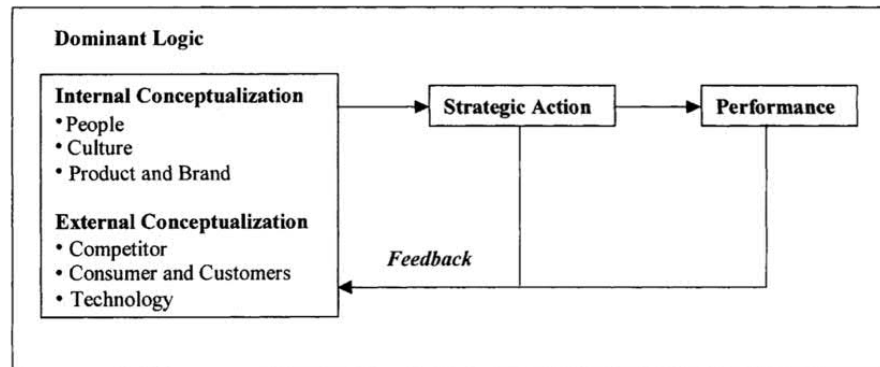 Dominant Logic
Internal Conceptualization
• People
• Culture
• Product and Brand
External Conceptualization
• Competitor
• Consumer and Customers
• Technology
Strategic Action
Performance
Feedback